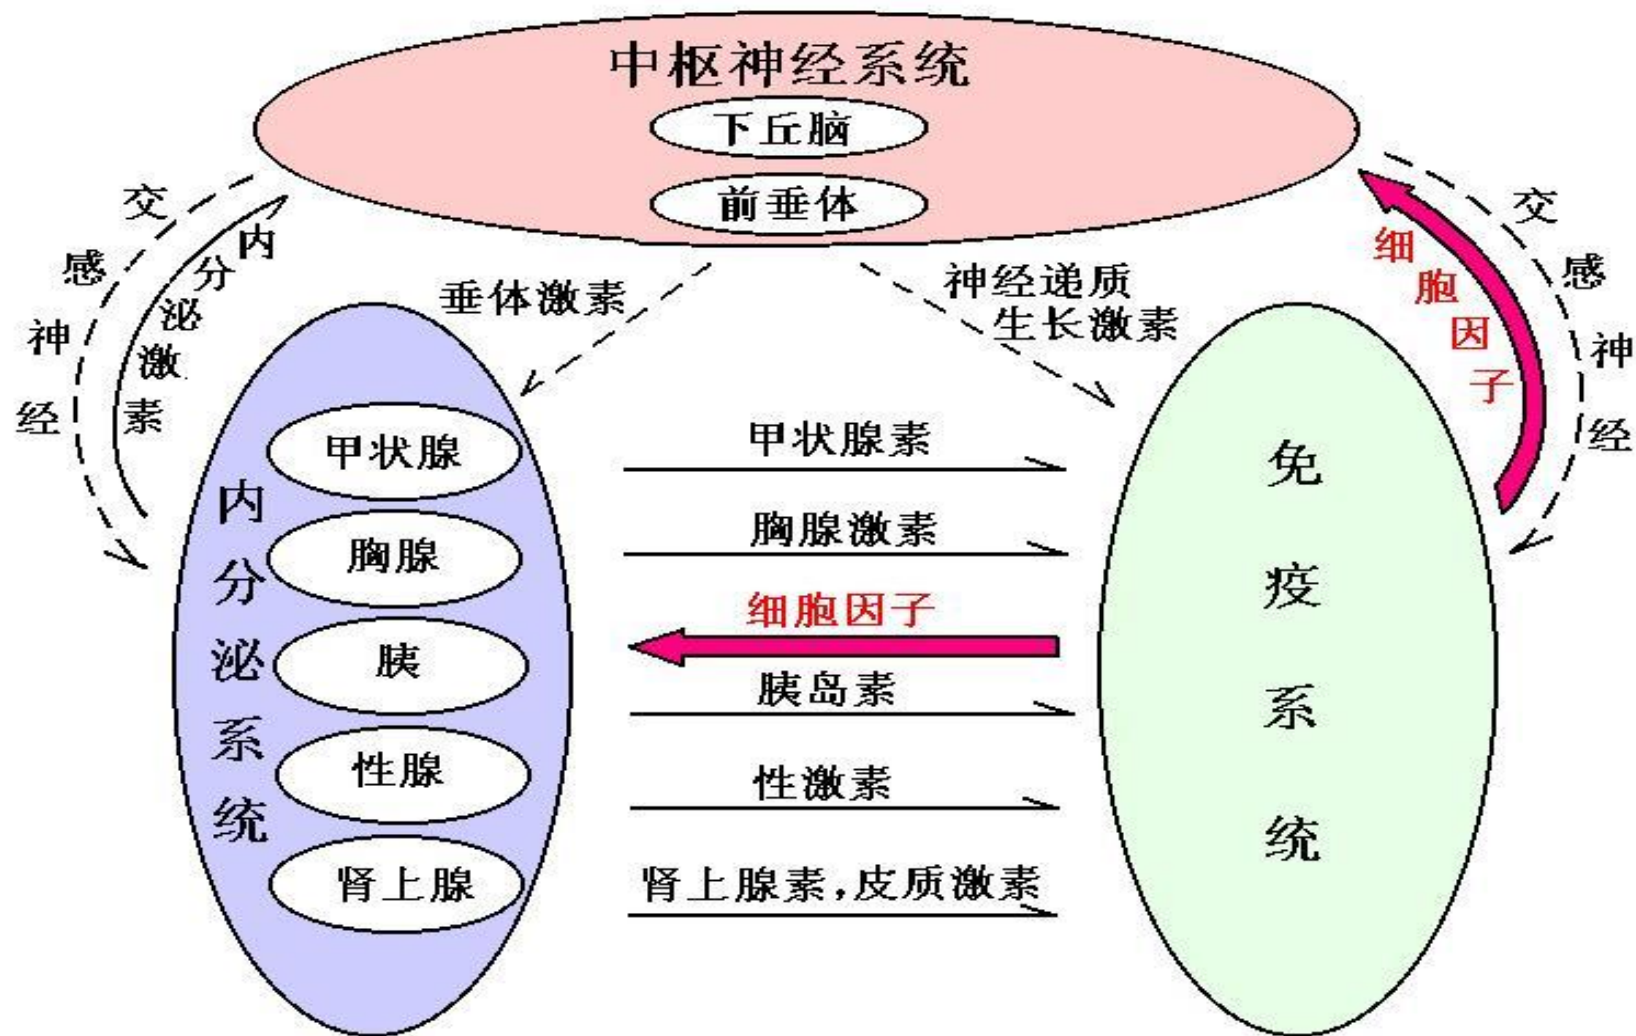 中枢神经系统
下丘脑
前垂体
交感神经
内分泌激素
垂体激素
神经递质
生长激素
细胞因子
交感神经
内分泌系统
甲状腺
胸腺
胰
性腺
肾上腺
甲状腺素
胸腺激素
细胞因子
胰岛素
性激素
肾上腺素,皮质激素
免疫系统